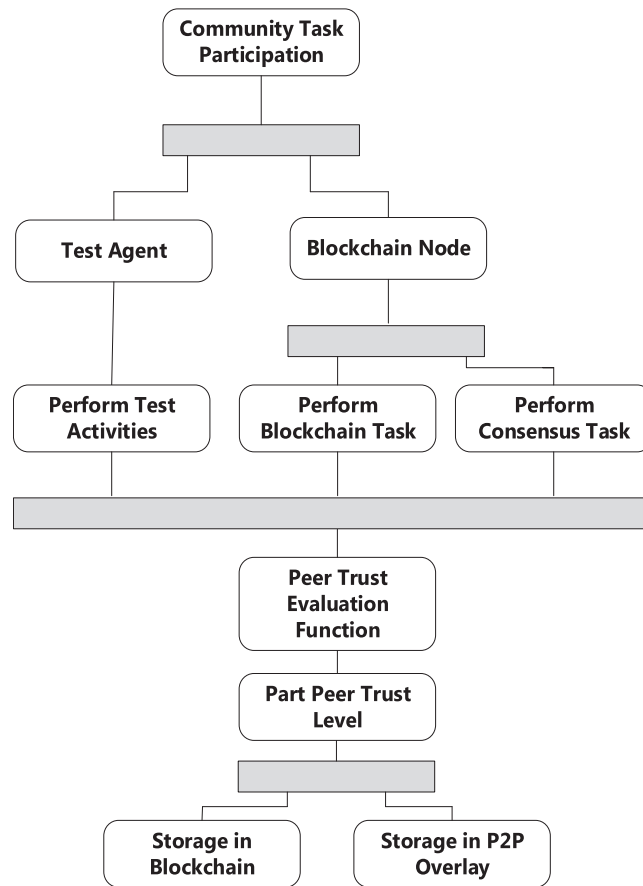 Community Task
Participation
Test Agent
Blockchain Node
Perform Test
Activities
Perform
Blockchain Task
Perform
Consensus Task
Peer Trust
Evaluation
Function
Part Peer Trust
Level
Storage in
Blockchain
Storage in P2P
Overlay